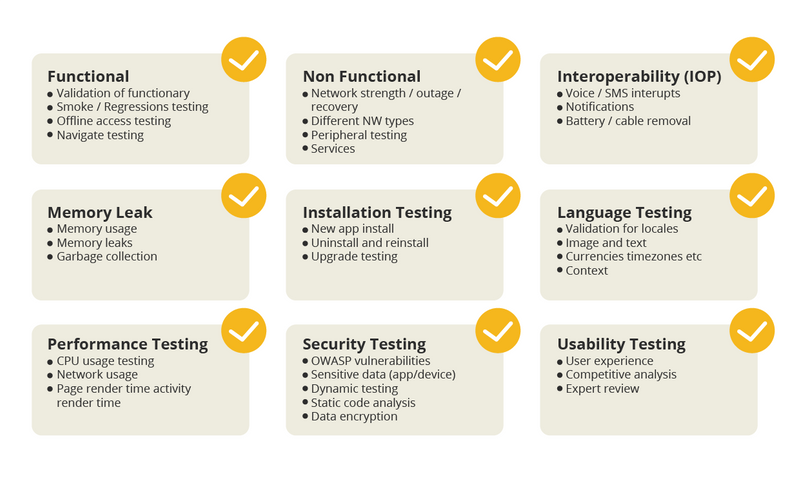 Functional
Validation of functionary
Smoke / Regressions testing
Offline access testing
Navigate testing
Non Functional
Network strength / outage /
recovery
Different NW types
Peripheral testing
Services
Interoperability (IOP)
Voice / SMS interupts
Notifications
Battery / cable removal
Memory Leak
Memory usage
Memory leaks
Garbage collection
Installation Testing
New app install
Uninstall and reinstall
Upgrade testing
Language Testing
Validation for locales
Image and text
Currencies timezones etc
Context
Performance Testing
CPU usage testing
Network usage
Page render time activity
render time
Security Testing
OWASP vulnerabilities
Sensitive data (app/device)
Dynamic testing
Static code analysis
Data encryption
Usability Testing
User experience
Competitive analysis
Expert review